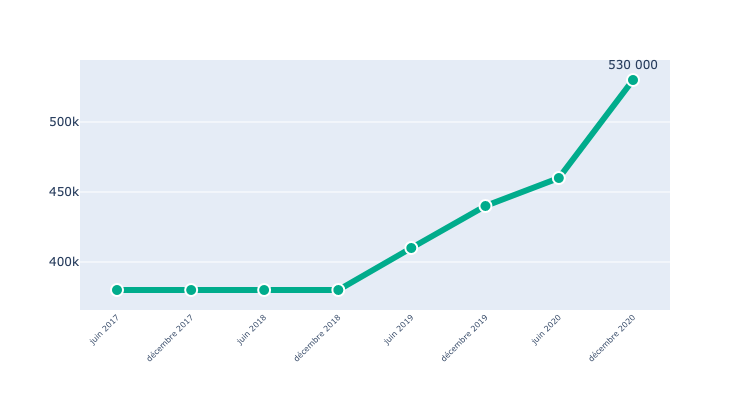 530 000
500k
450k
400k
juin 2017
décembre 2017
juin 2018
décembre 2018
juin 2019
décembre 2019
juin 2020
décembre 2020